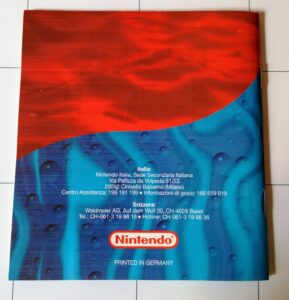 Italia:
Nintendo Italia, Sede Secondaria Italiana
Via Pellizza da Volpedo 51,53
20092 Cinisello Balsamo (Milano)
Centro Assistenza: 199 191 199 • Informazioni di gioco: 166 619 019
Svizzera:
Waldmeier AG, Auf dem Wolf 30, CH-4028 Basel
Tel: CH-061-3 19 98 18 • Hotline: CH-061-3 19 98 36
Nintendo
PRINTED IN GERMANY